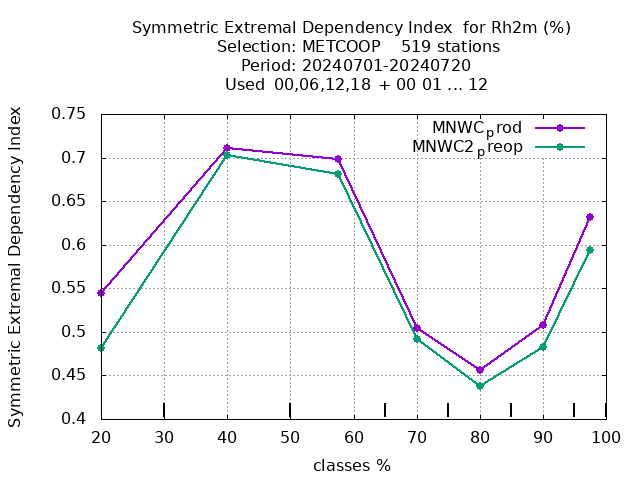 Symmetric Extremal Dependency Index for Rh2m (%)
Selection: METCOOP 519 stations
Period: 20240701-20240720
Used 00,06,12,18 + 00 01 ... 12
Symmetric Extremal Dependency Index
0.75
0.7
0.65
0.6
0.55
0.5
0.45
0.4
MNWCprod
MNWC2preop
20 30 40 50 60 70 80 90 100
classes %